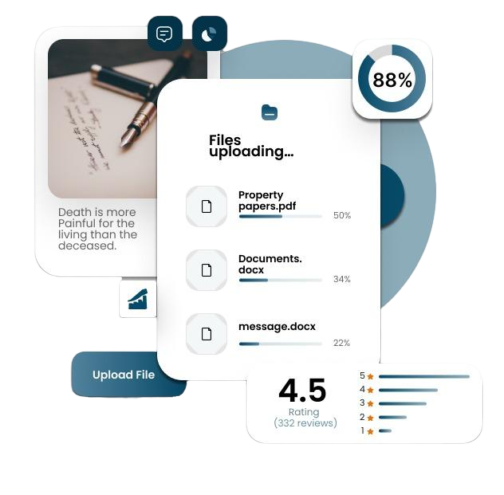 88%
Files
uploading...
Property
papers.pdf
50%
Documents.
docx
34%
message.docx
22%
Death is more
Painful for the
living than the
deceased.
Upload File
4.5
Rating
(332 reviews)
5
4
3
2
1